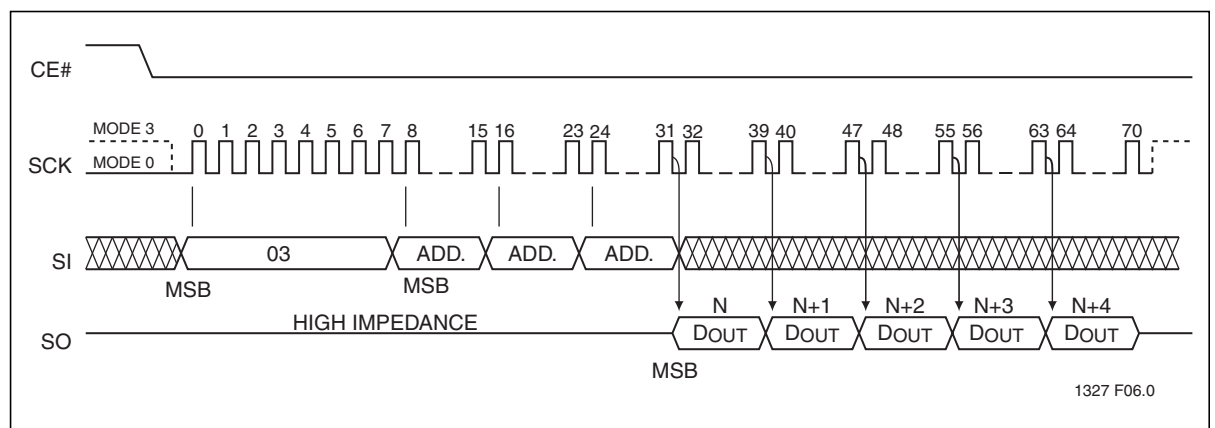 CE#
MODE 3 0 1 2 3 4 5 6 7 8 15 16 23 24 31 32 39 40 47 48 55 56 63 64 70
SCK MODE 0
SI 03 ADD. ADD. ADD.
MSB MSB
N N+1 N+2 N+3 N+4
HIGH IMPEDANCE
SO DOUT DOUT DOUT DOUT DOUT
MSB
1327 F06.0